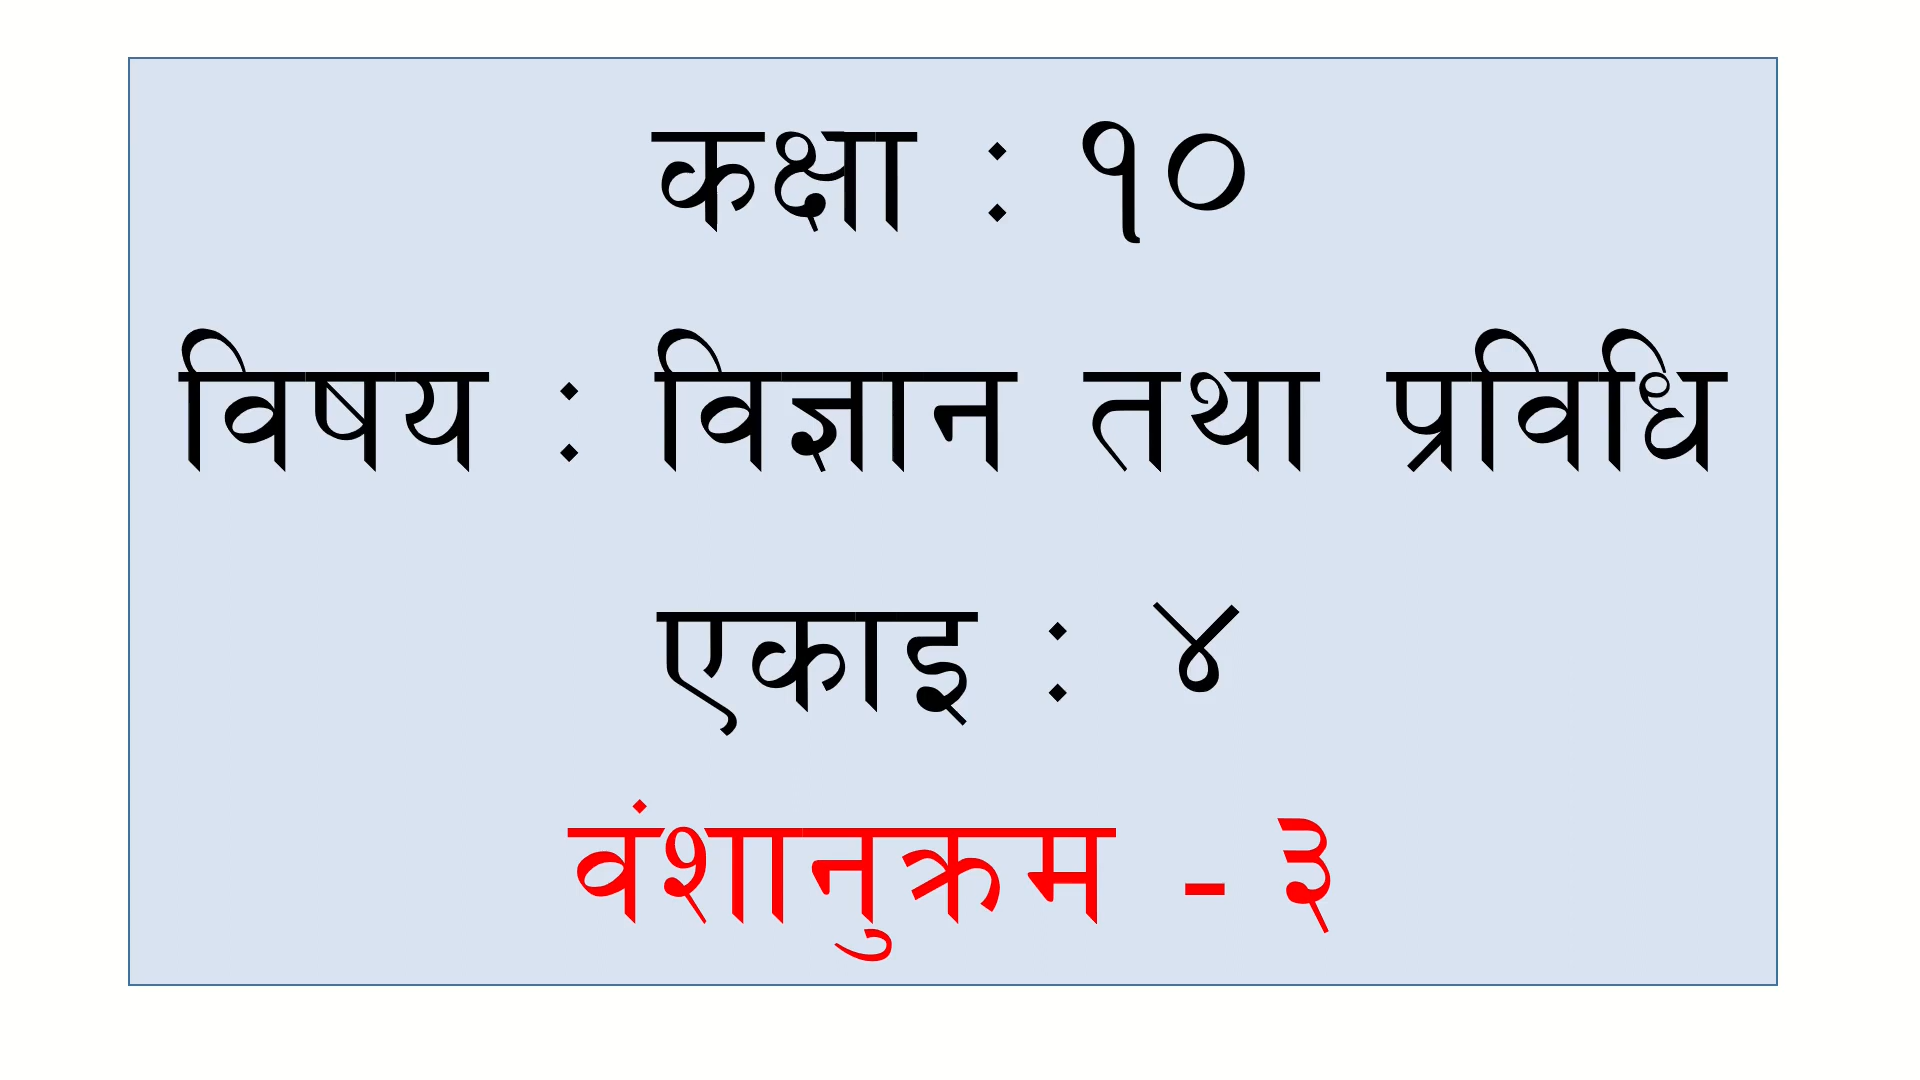 कक्षा : १०
विषय : विज्ञान तथा प्रविधि
एकाइ : ४
वंशानुक्रम - ३